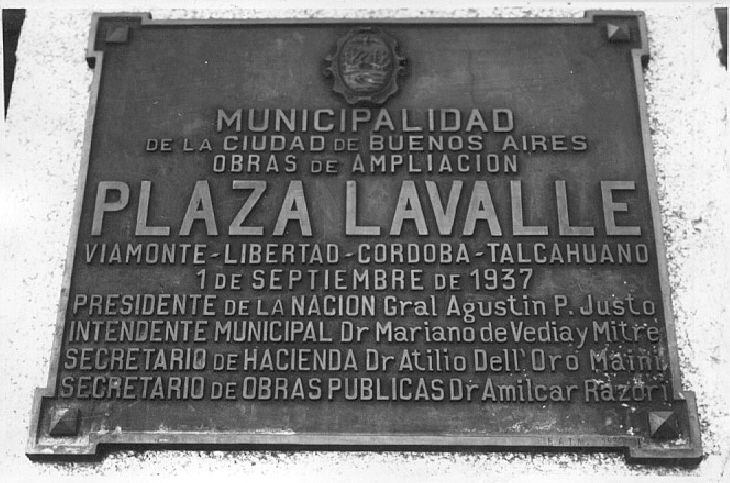 MUNICIPALIDAD
DE LA CIUDAD DE BUENOS AIRES
OBRAS DE AMPLIACION
PLAZA LAVALLE
VIAMONTE-LIBERTAD-CORDOBA-TALCAHUANO
1 DE SEPTIEMBRE DE 1937
PRESIDENTE DE LA NACION Gral Agustin P. Justo
INTENDENTE MUNICIPAL Dr Mariano de Vedia y Mitre
SECRETARIO DE HACIENDA Dr Atilio Dell'Oro Maini
SECRETARIO DE OBRAS PUBLICAS Dr Amilcar Razori